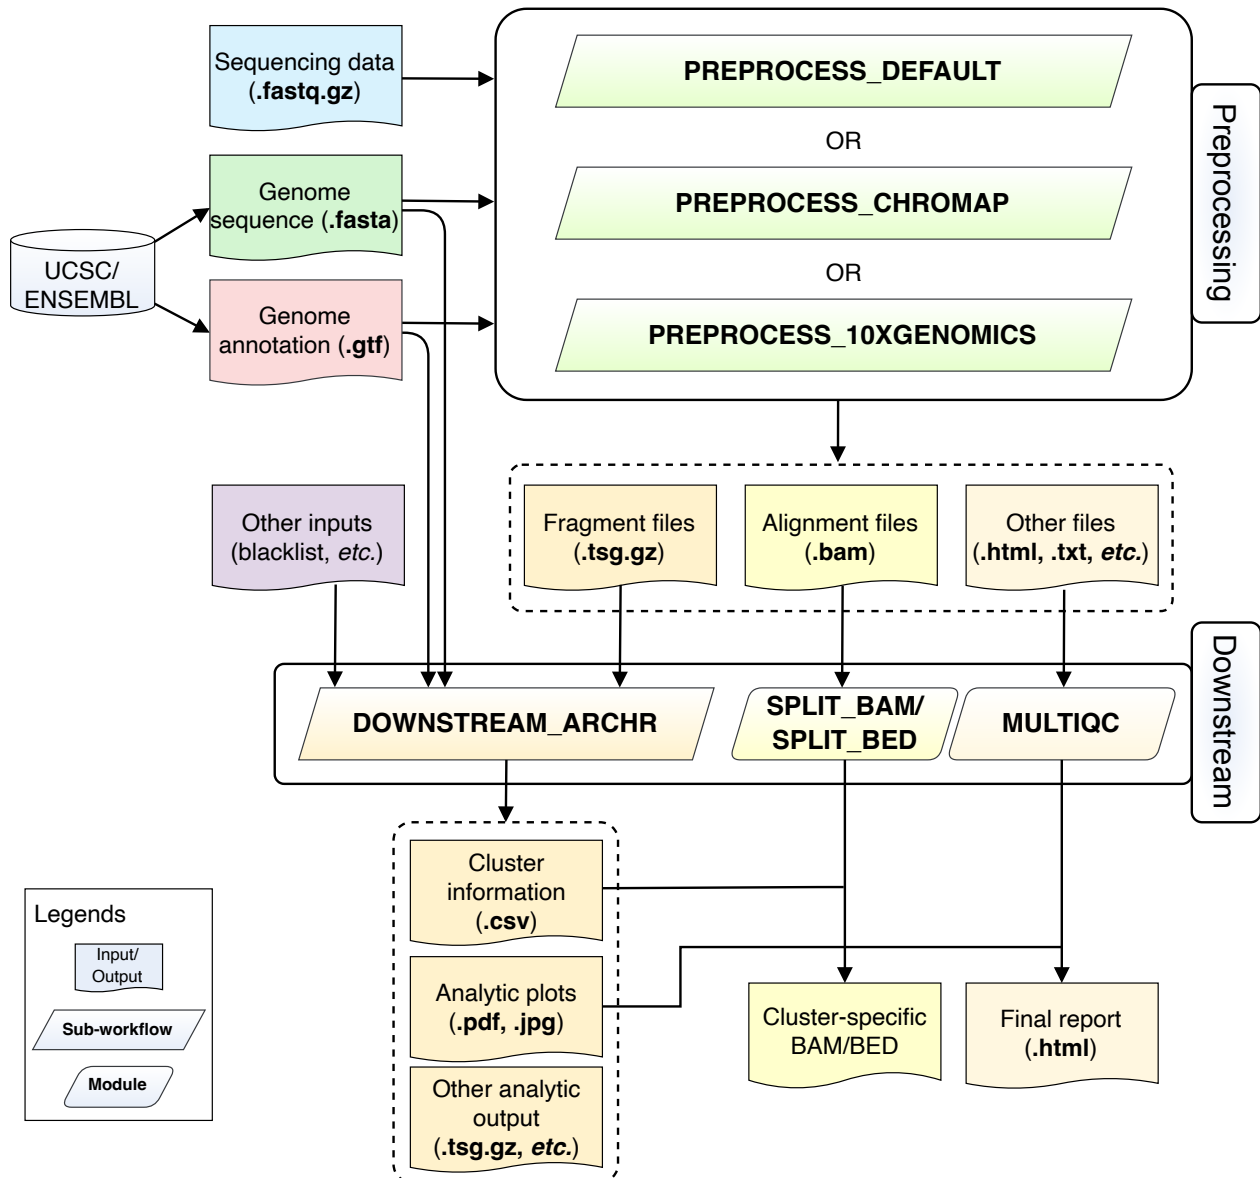 Sequencing data
(.fastq.gz)
Genome
sequence (.fasta)
UCSC/
ENSEMBL
Genome
annotation (.gtf)
PREPROCESS_DEFAULT
OR
PREPROCESS_CHROMAP
OR
PREPROCESS_10XGENOMICS
Preprocessing
Other inputs
(blacklist, etc.)
Fragment files
(.tsg.gz)
Alignment files
(.bam)
Other files
(.html, .txt, etc.)
DOWNSTREAM_ARCHR
SPLIT_BAM/
SPLIT_BED
MULTIQC
Downstream
Cluster
information
(.csv)
Analytic plots
(.pdf, .jpg)
Other analytic
output
(.tsg.gz, etc.)
Cluster-specific
BAM/BED
Final report
(.html)
Legends
Input/
Output
Sub-workflow
Module